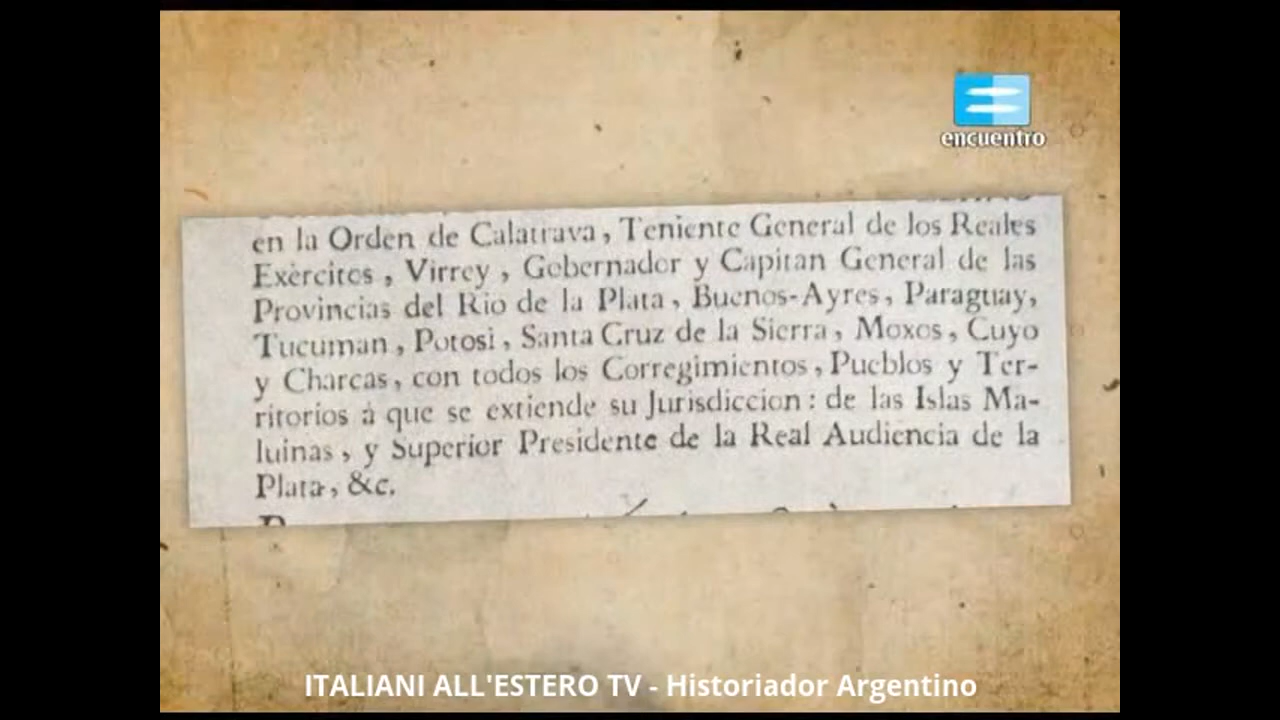 encuentro
en la Orden de Calatrava, Teniente General de los Reales
Exercitos, Virrey, Gobernador y Capitan General de las
Provincias del Rio de la Plata, Buenos-Ayres, Paraguay,
Tucuman, Potosi, Santa Cruz de la Sierra, Moxos, Cuyo
y Charcas, con todos los Corregimientos, Pueblos y Ter-
ritorios á que se extiende su Jurisdiccion: de las Islas Ma-
luinas, y Superior Presidente de la Real Audiencia de la
Plata, &c.
ITALIANI ALL'ESTERO TV - Historiador Argentino